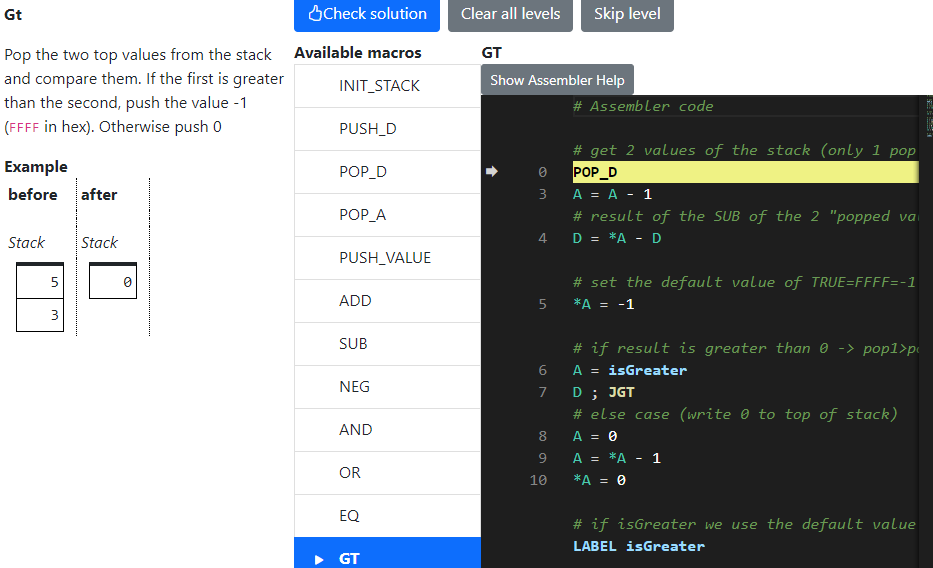 Gt
Pop the two top values from the stack
and compare them. If the first is greater
than the second, push the value -1
(FFFF in hex). Otherwise push 0
Example
before after
Stack Stack
5 0
3
Check solution Clear all levels Skip level
Available macros
INIT_STACK
PUSH_D
POP_D
POP_A
PUSH_VALUE
ADD
SUB
NEG
AND
OR
EQ
GT
GT
Show Assembler Help
# Assembler code
# get 2 values of the stack (only 1 pop
0 POP_D
3 A = A - 1
# result of the SUB of the 2 "popped va
4 D = *A - D
# set the default value of TRUE=FFFF=-1
5 *A = -1
# if result is greater than 0 -> pop1>p
6 A = isGreater
7 D ; JGT
# else case (write 0 to top of stack)
8 A = 0
9 A = *A - 1
10 *A = 0
# if isGreater we use the default value
LABEL isGreater